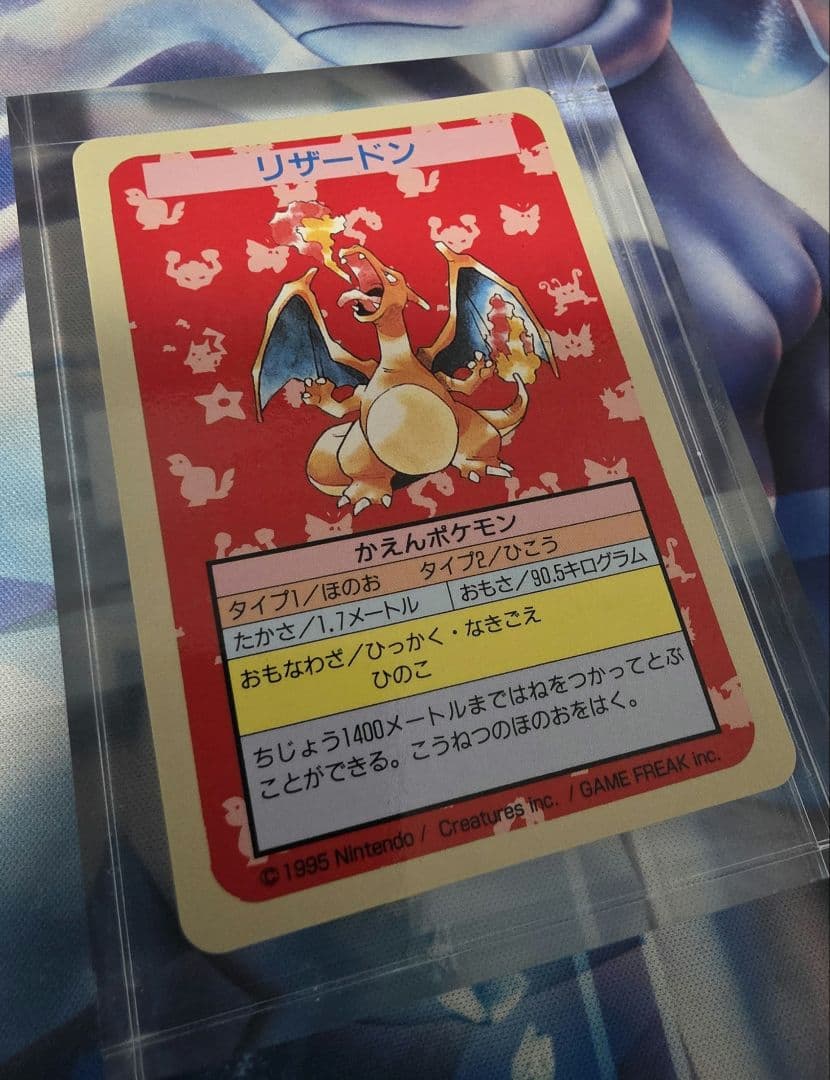 リザードン
かえんポケモン
タイプ1/ほのお タイプ2/ひこう
たかさ/1.7メートル おもさ/90.5キログラム
おもなわざ/ひっかく・なきごえ
ひのこ
ちじょう1400メートルまではねをつかってとぶ
ことができる。こうねつのほのおをはく。
©1995 Nintendo / Creatures inc. / GAME FREAK inc.